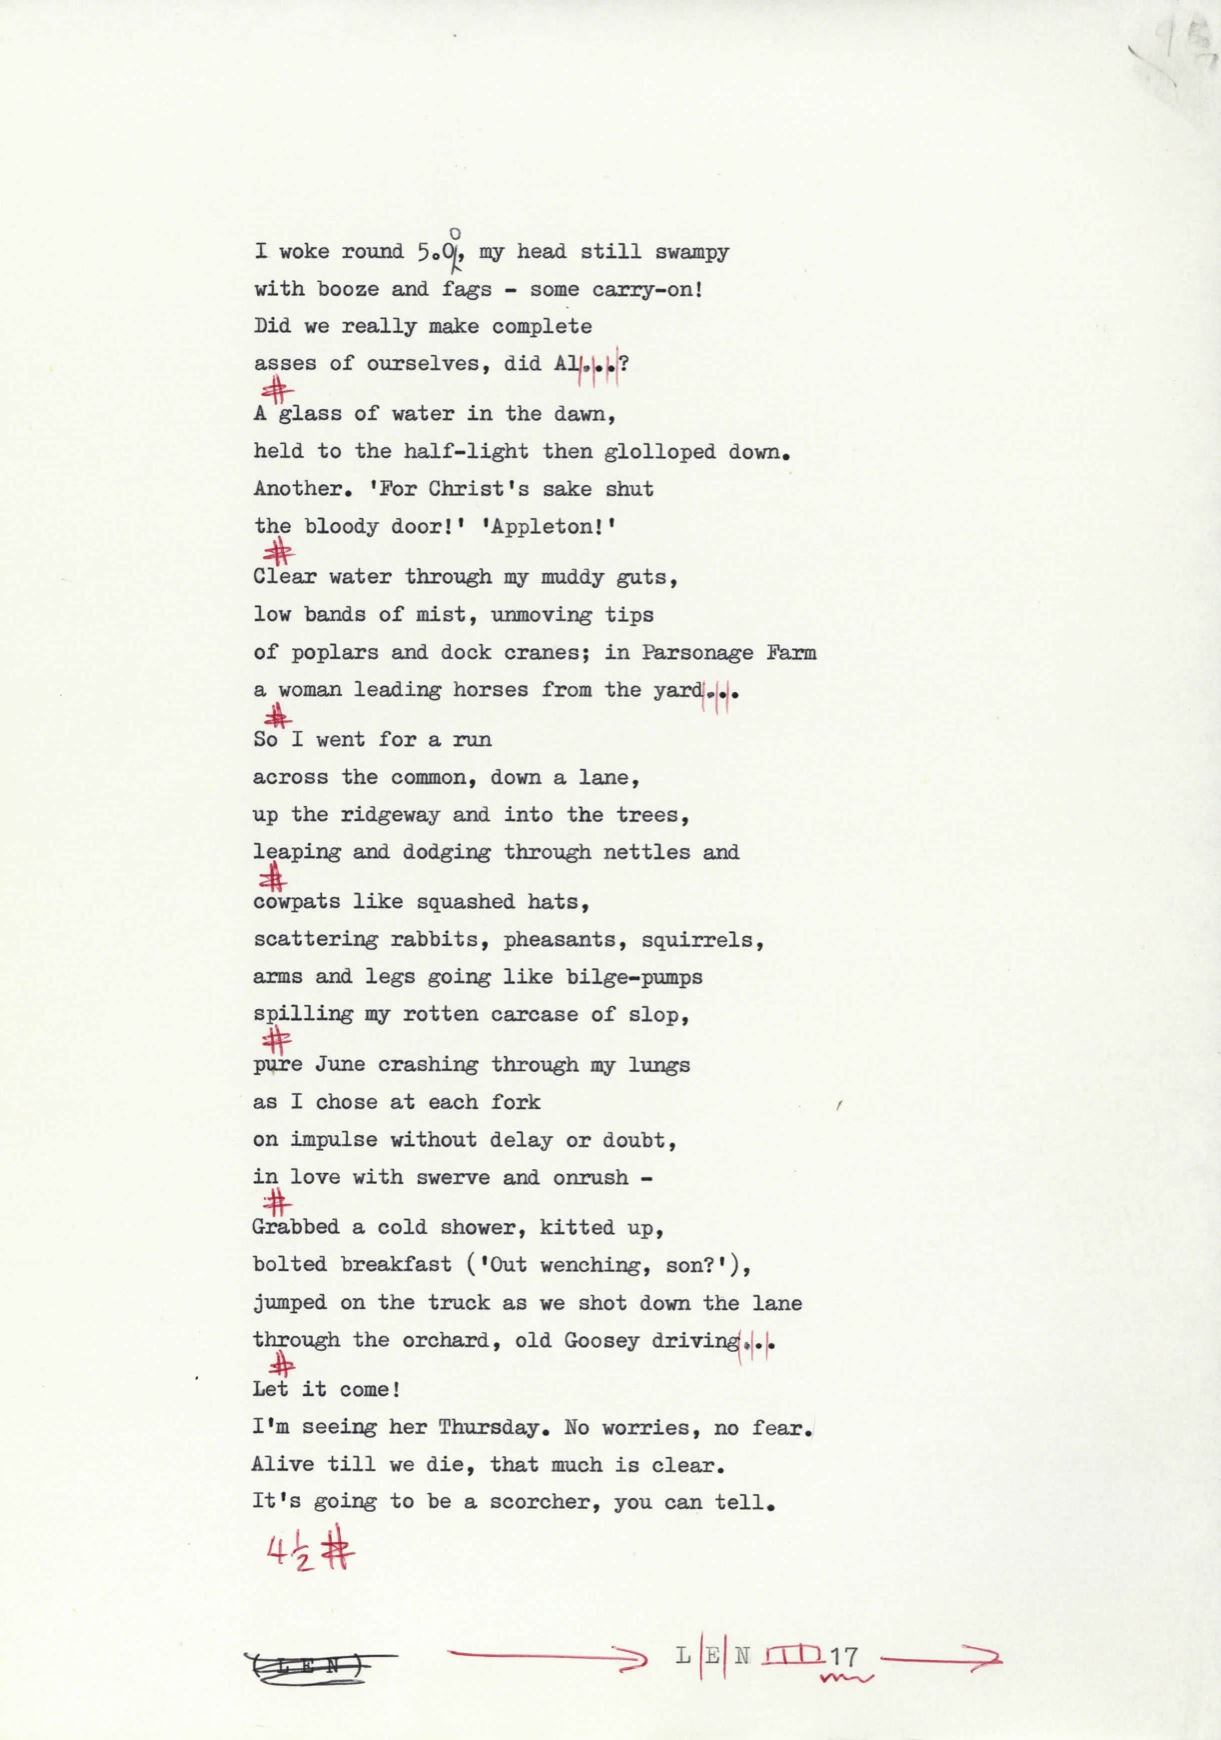 I woke round 5.00, my head still swampy
with booze and fags - some carry-on!
Did we really make complete
asses of ourselves, did Al...?
#
A glass of water in the dawn,
held to the half-light then glolloped down.
Another. 'For Christ's sake shut
the bloody door!' 'Appleton!'
#
Clear water through my muddy guts,
low bands of mist, unmoving tips
of poplars and dock cranes; in Parsonage Farm
a woman leading horses from the yard...
#
So I went for a run
across the common, down a lane,
up the ridgeway and into the trees,
leaping and dodging through nettles and
#
cowpats like squashed hats,
scattering rabbits, pheasants, squirrels,
arms and legs going like bilge-pumps
spilling my rotten carcase of slop,
#
pure June crashing through my lungs
as I chose at each fork
on impulse without delay or doubt,
in love with swerve and onrush -
#
Grabbed a cold shower, kitted up,
bolted breakfast ('Out wenching, son?'),
jumped on the truck as we shot down the lane
through the orchard, old Goosey driving...
#
Let it come!
I'm seeing her Thursday. No worries, no fear.
Alive till we die, that much is clear.
It's going to be a scorcher, you can tell.
4½ #
(LEN) L E N 17